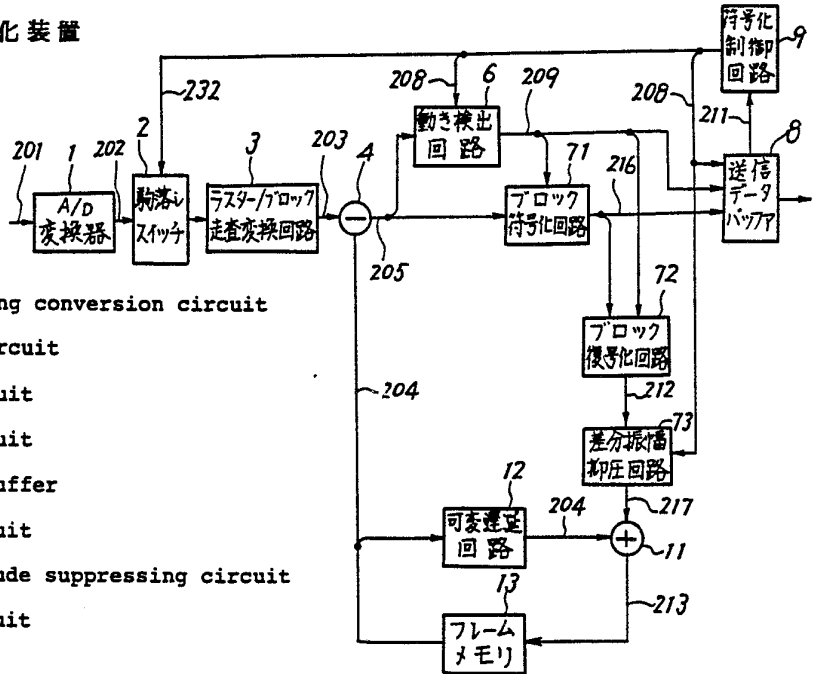 化装置
232
208
6
209
208
符号化
制御
回路
9
211
8
201
1
202
2
3
203
4
動き検出
回路
71
216
送信
データ
バッファ
A/D
変換器
駒落し
スイッチ
ラスター/ブロック
走査変換回路
−
205
ブロック
符号化回路
ng conversion circuit
72
rcuit
ブロック
復号化回路
uit
204
212
uit
73
差分振幅
抑圧回路
uffer
12
217
uit
可変遅延
回路
204
+
11
ude suppressing circuit
13
213
uit
フレーム
メモリ